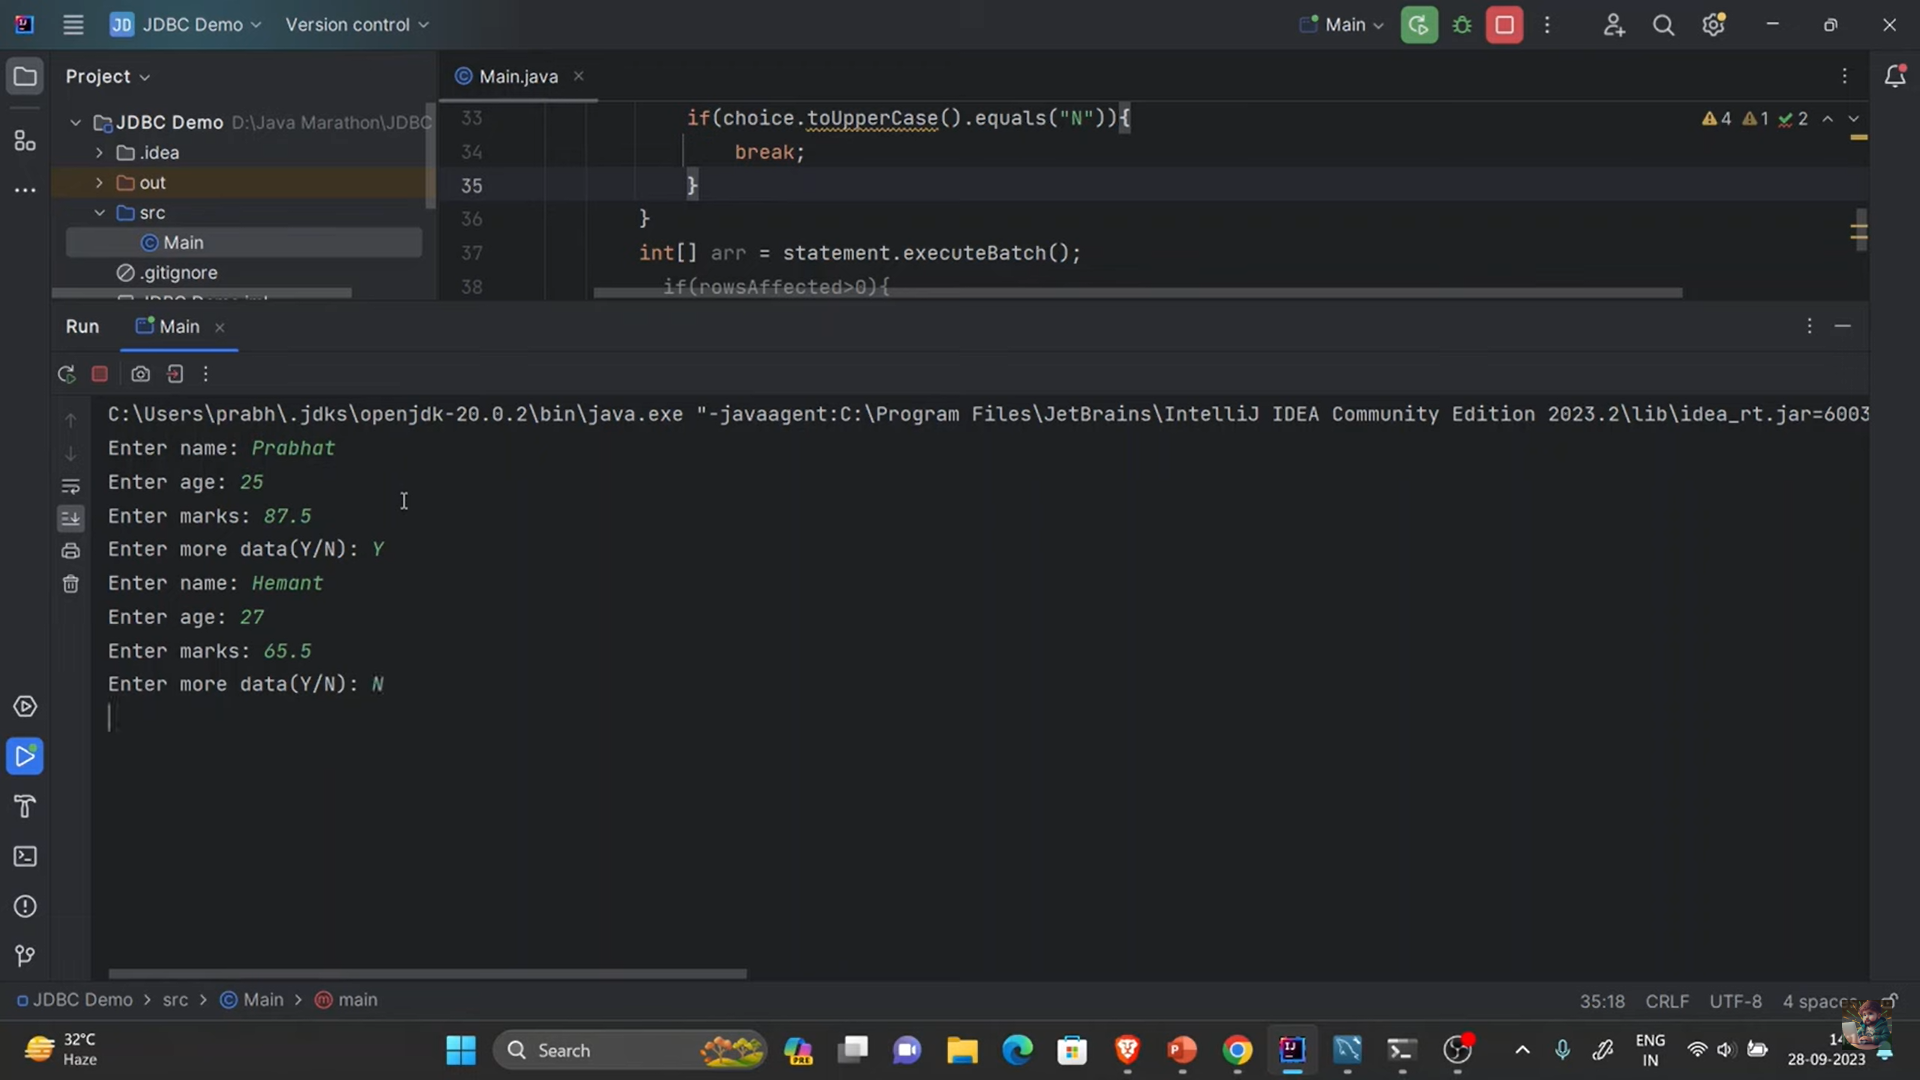 JD JDBC Demo Version control Main
Project
Main.java
JDBC Demo D:\Java Marathon\JDBC
.idea
out
src
Main
.gitignore
33 if(choice.toUpperCase().equals("N")){
34 break;
35 }
36 }
37 int[] arr = statement.executeBatch();
38 if(rowsAffected>0){
4 1 2
Run Main
C:\Users\prabh\.jdks\openjdk-20.0.2\bin\java.exe "-javaagent:C:\Program Files\JetBrains\IntelliJ IDEA Community Edition 2023.2\lib\idea_rt.jar=6003
Enter name: Prabhat
Enter age: 25
Enter marks: 87.5
Enter more data(Y/N): Y
Enter name: Hemant
Enter age: 27
Enter marks: 65.5
Enter more data(Y/N): N
JDBC Demo > src > Main > main
35:18 CRLF UTF-8 4 spaces
32°C
Haze
Search
PRE
ENG
IN
28-09-2023